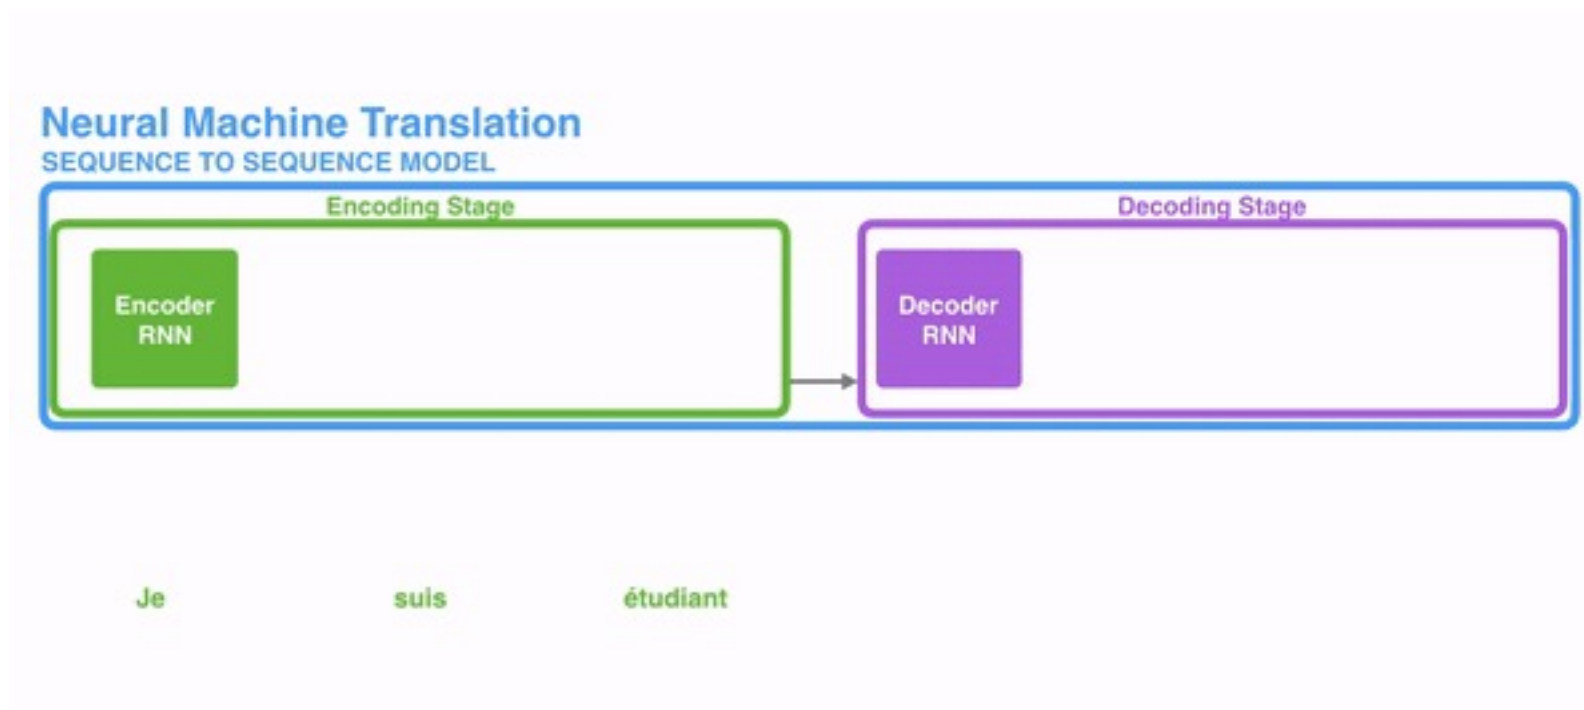 Neural Machine Translation
SEQUENCE TO SEQUENCE MODEL
Encoding Stage
Decoding Stage
Encoder
RNN
Decoder
RNN
Je suis étudiant